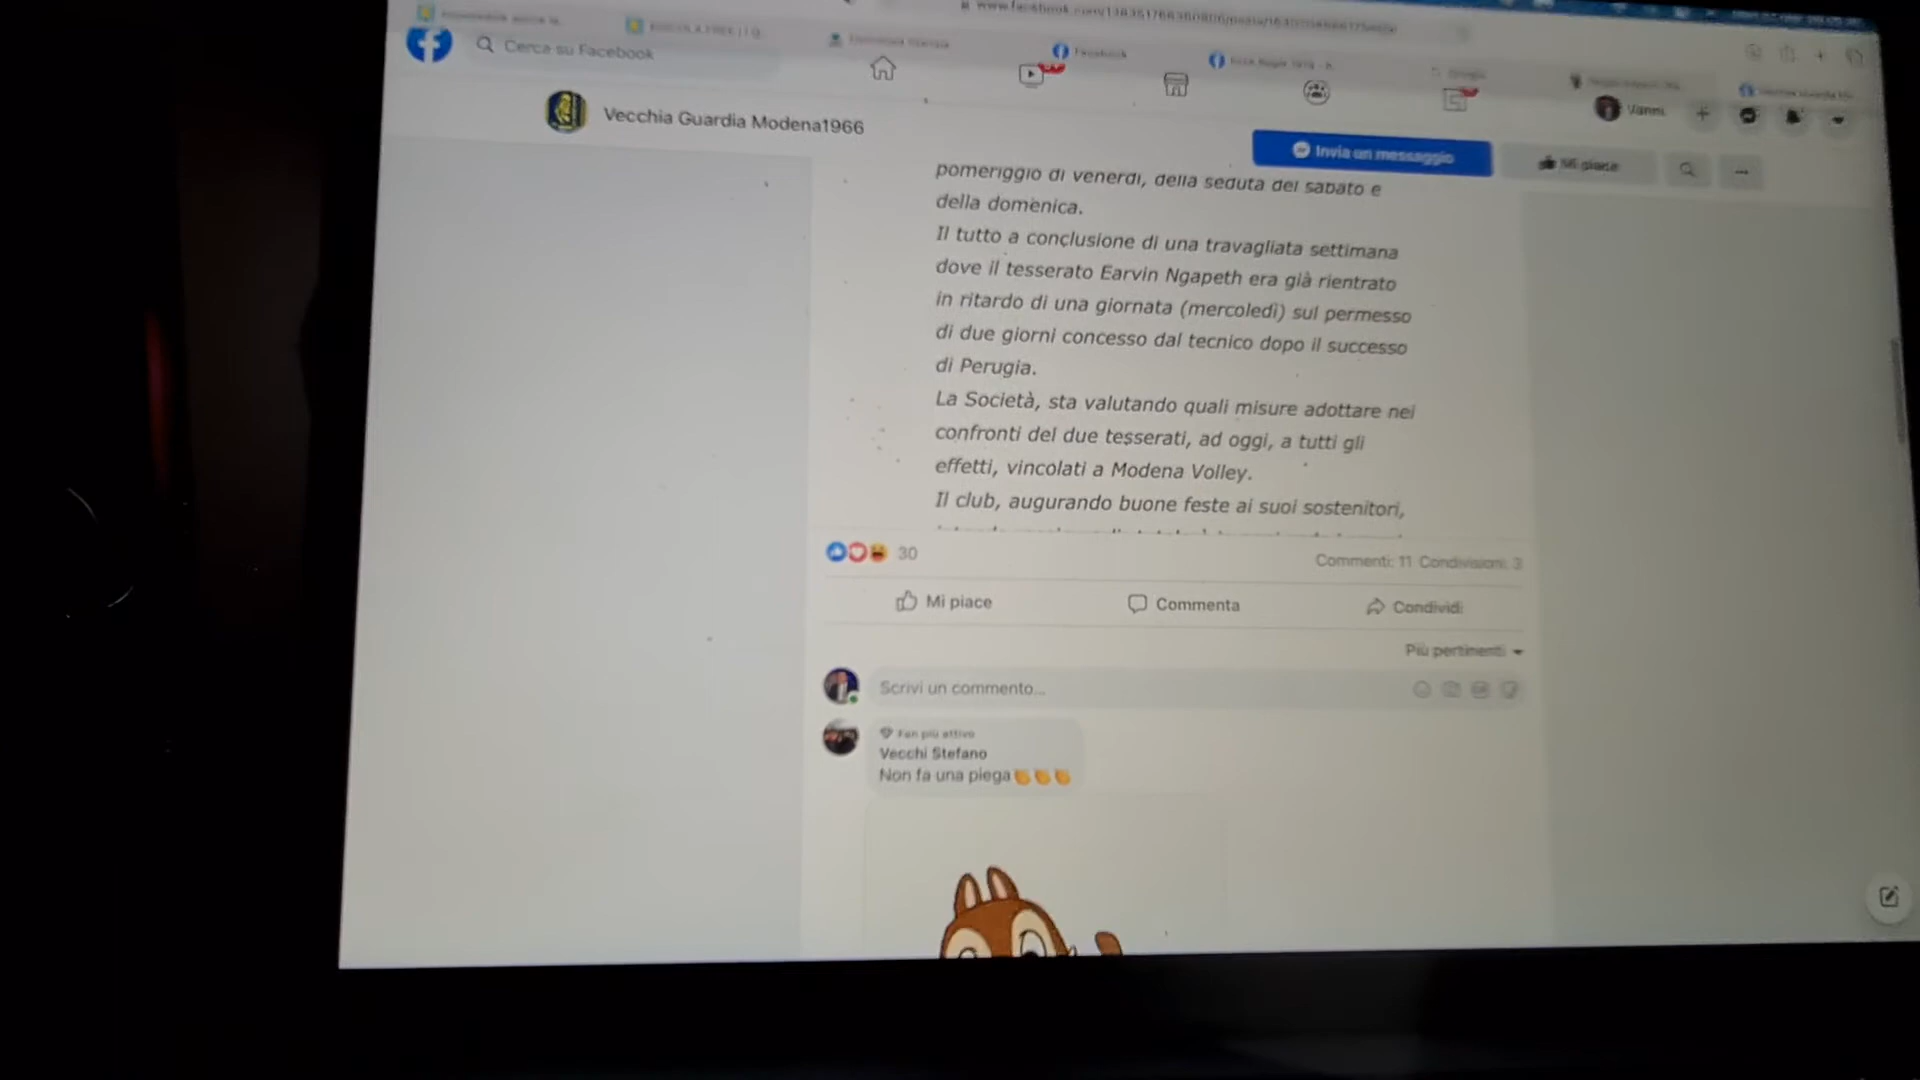 Cerca su Facebook
Facebook
Vanni
Vecchia Guardia Modena1966
Invia un messaggio
Mi piace
pomeriggio di venerdì, della seduta del sabato e
della domenica.
Il tutto a conclusione di una travagliata settimana
dove il tesserato Earvin Ngapeth era già rientrato
in ritardo di una giornata (mercoledì) sul permesso
di due giorni concesso dal tecnico dopo il successo
di Perugia.
La Società, sta valutando quali misure adottare nei
confronti dei due tesserati, ad oggi, a tutti gli
effetti, vincolati a Modena Volley.
Il club, augurando buone feste ai suoi sostenitori,
30
Commenti: 11 Condivisioni: 3
Mi piace
Commenta
Condividi
Più pertinenti
Scrivi un commento...
Fan più attivo
Vecchi Stefano
Non fa una piega👏👏👏